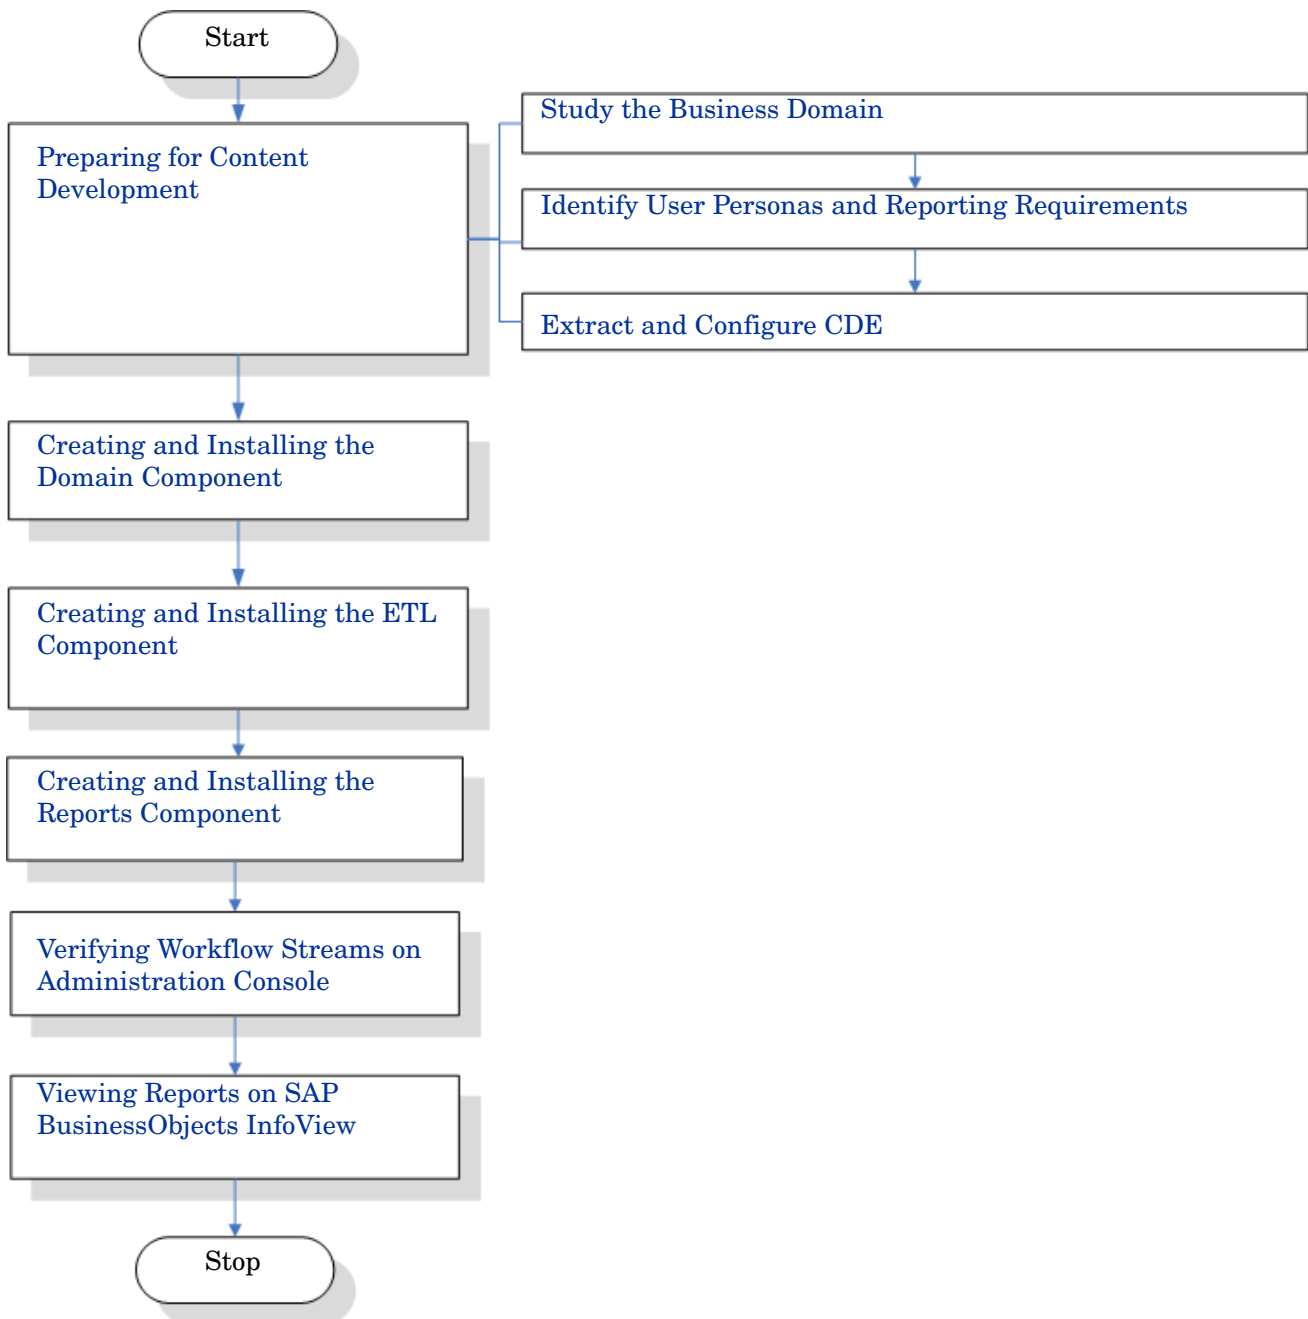 Start
Preparing for Content
Development
Study the Business Domain
Identify User Personas and Reporting Requirements
Extract and Configure CDE
Creating and Installing the
Domain Component
Creating and Installing the ETL
Component
Creating and Installing the
Reports Component
Verifying Workflow Streams on
Administration Console
Viewing Reports on SAP
BusinessObjects InfoView
Stop